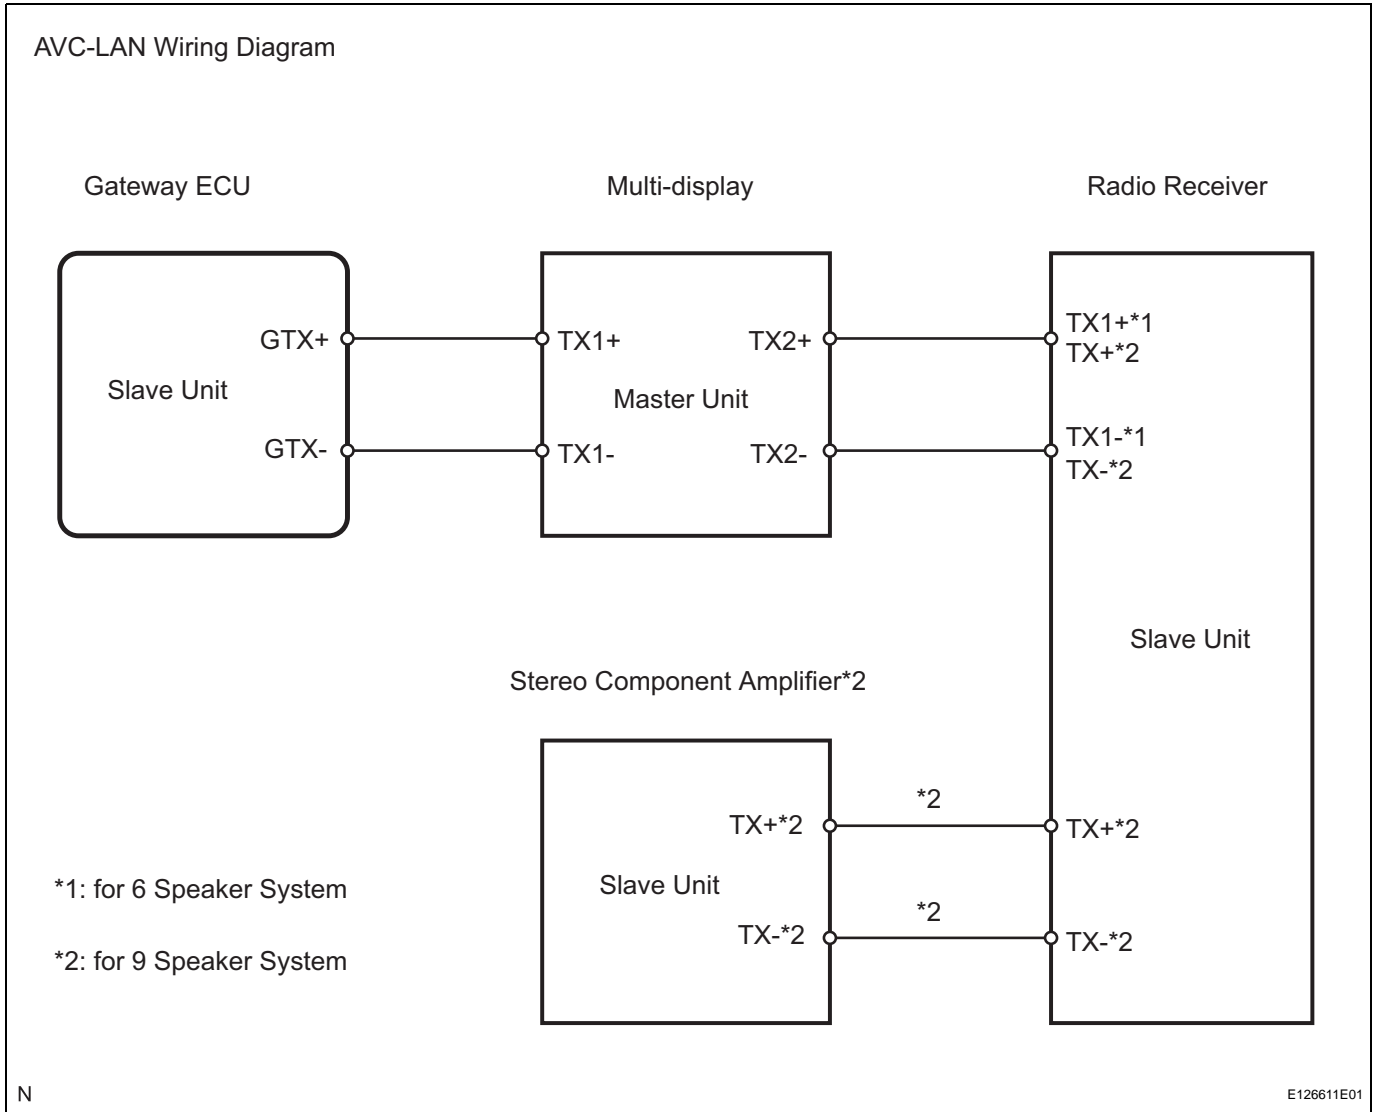 AVC-LAN Wiring Diagram
Gateway ECU
Multi-display
Radio Receiver
GTX+
Slave Unit
GTX-
TX1+
TX2+
Master Unit
TX1-
TX2-
TX1+*1
TX+*2
TX1-*1
TX-*2
Slave Unit
Stereo Component Amplifier*2
TX+*2
*2
TX+*2
Slave Unit
TX-*2
*2
TX-*2
*1: for 6 Speaker System
*2: for 9 Speaker System
N
E126611E01